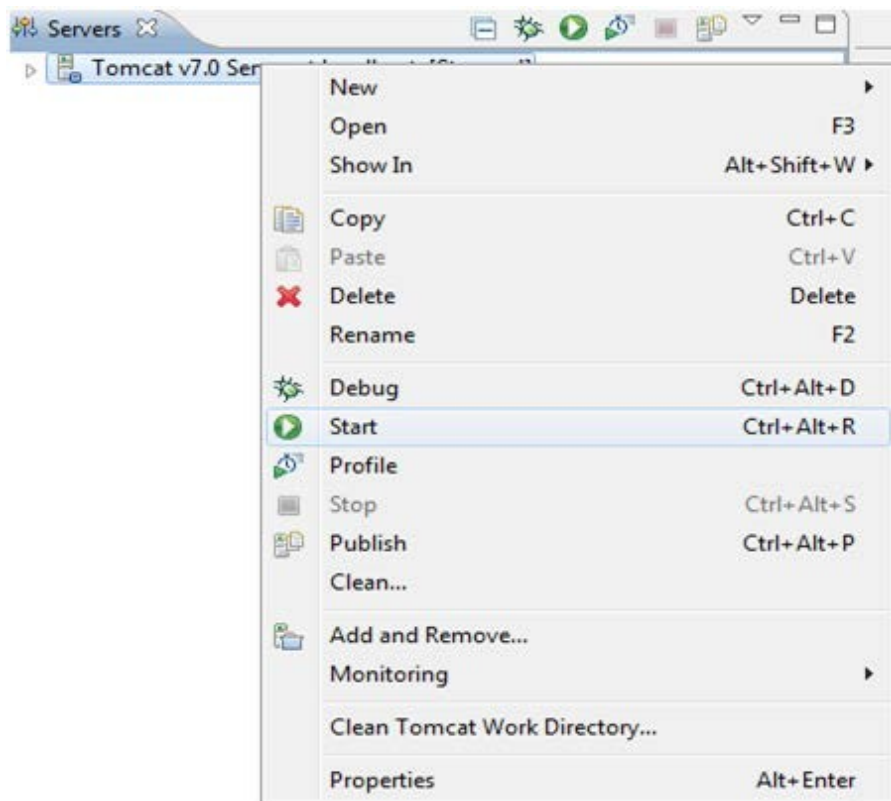 Servers
Tomcat v7.0 Ser
New
Open F3
Show In Alt+Shift+W
Copy Ctrl+C
Paste Ctrl+V
Delete Delete
Rename F2
Debug Ctrl+Alt+D
Start Ctrl+Alt+R
Profile
Stop Ctrl+Alt+S
Publish Ctrl+Alt+P
Clean...
Add and Remove...
Monitoring
Clean Tomcat Work Directory...
Properties Alt+Enter